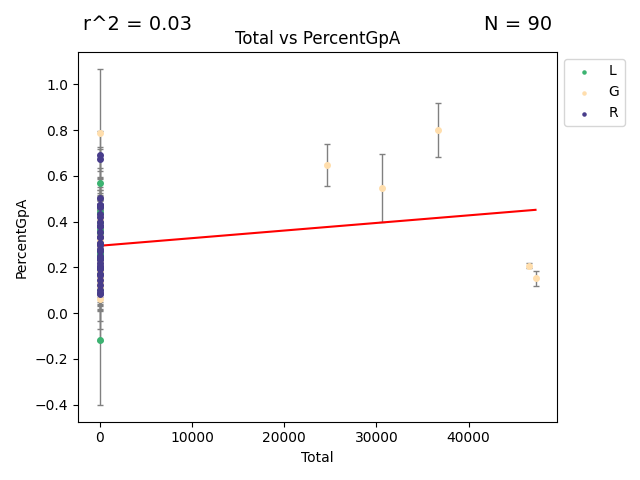 r^2 = 0.03
N = 90
Total vs PercentGpA
L
G
R
PercentGpA
1.0
0.8
0.6
0.4
0.2
0.0
−0.2
−0.4
0
10000
20000
30000
40000
Total